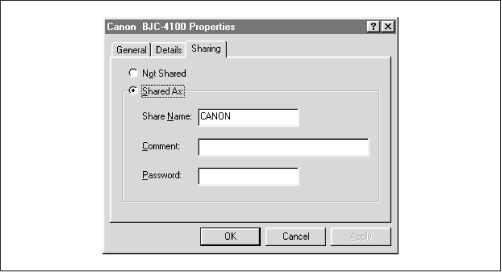 Canon BJC-4100 Properties
General Details Sharing
Not Shared
Shared As:
Share Name: CANON
Comment:
Password:
OK Cancel Apply